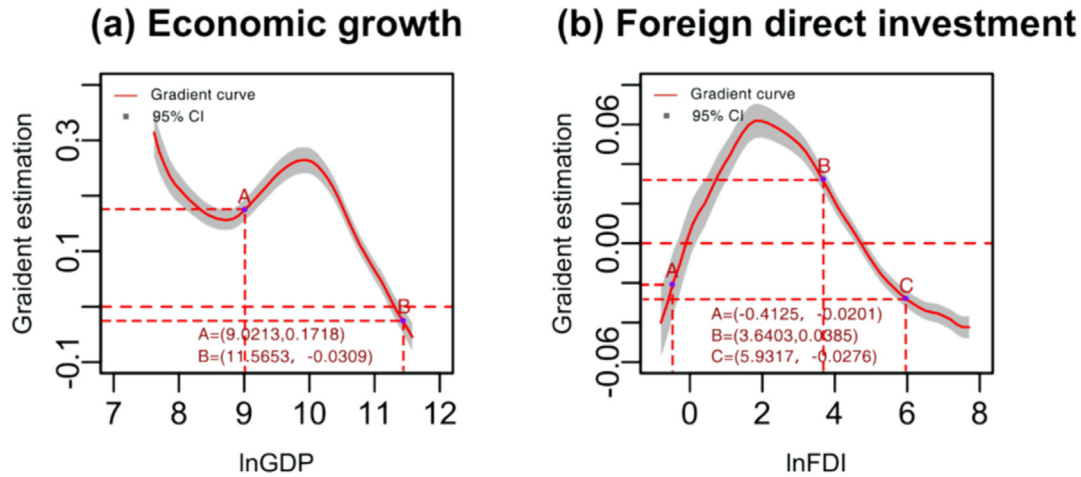 (a) Economic growth
Graident estimation
0.3
0.1
-0.1
Gradient curve
95% CI
A
B
A=(9.0213,0.1718)
B=(11.5653, -0.0309)
7 8 9 10 11 12
lnGDP
(b) Foreign direct investment
Graident estimation
0.06
0.00
-0.06
Gradient curve
95% CI
B
A
C
A=(-0.4125, -0.0201)
B=(3.6403,0.0385)
C=(5.9317, -0.0276)
0 2 4 6 8
lnFDI